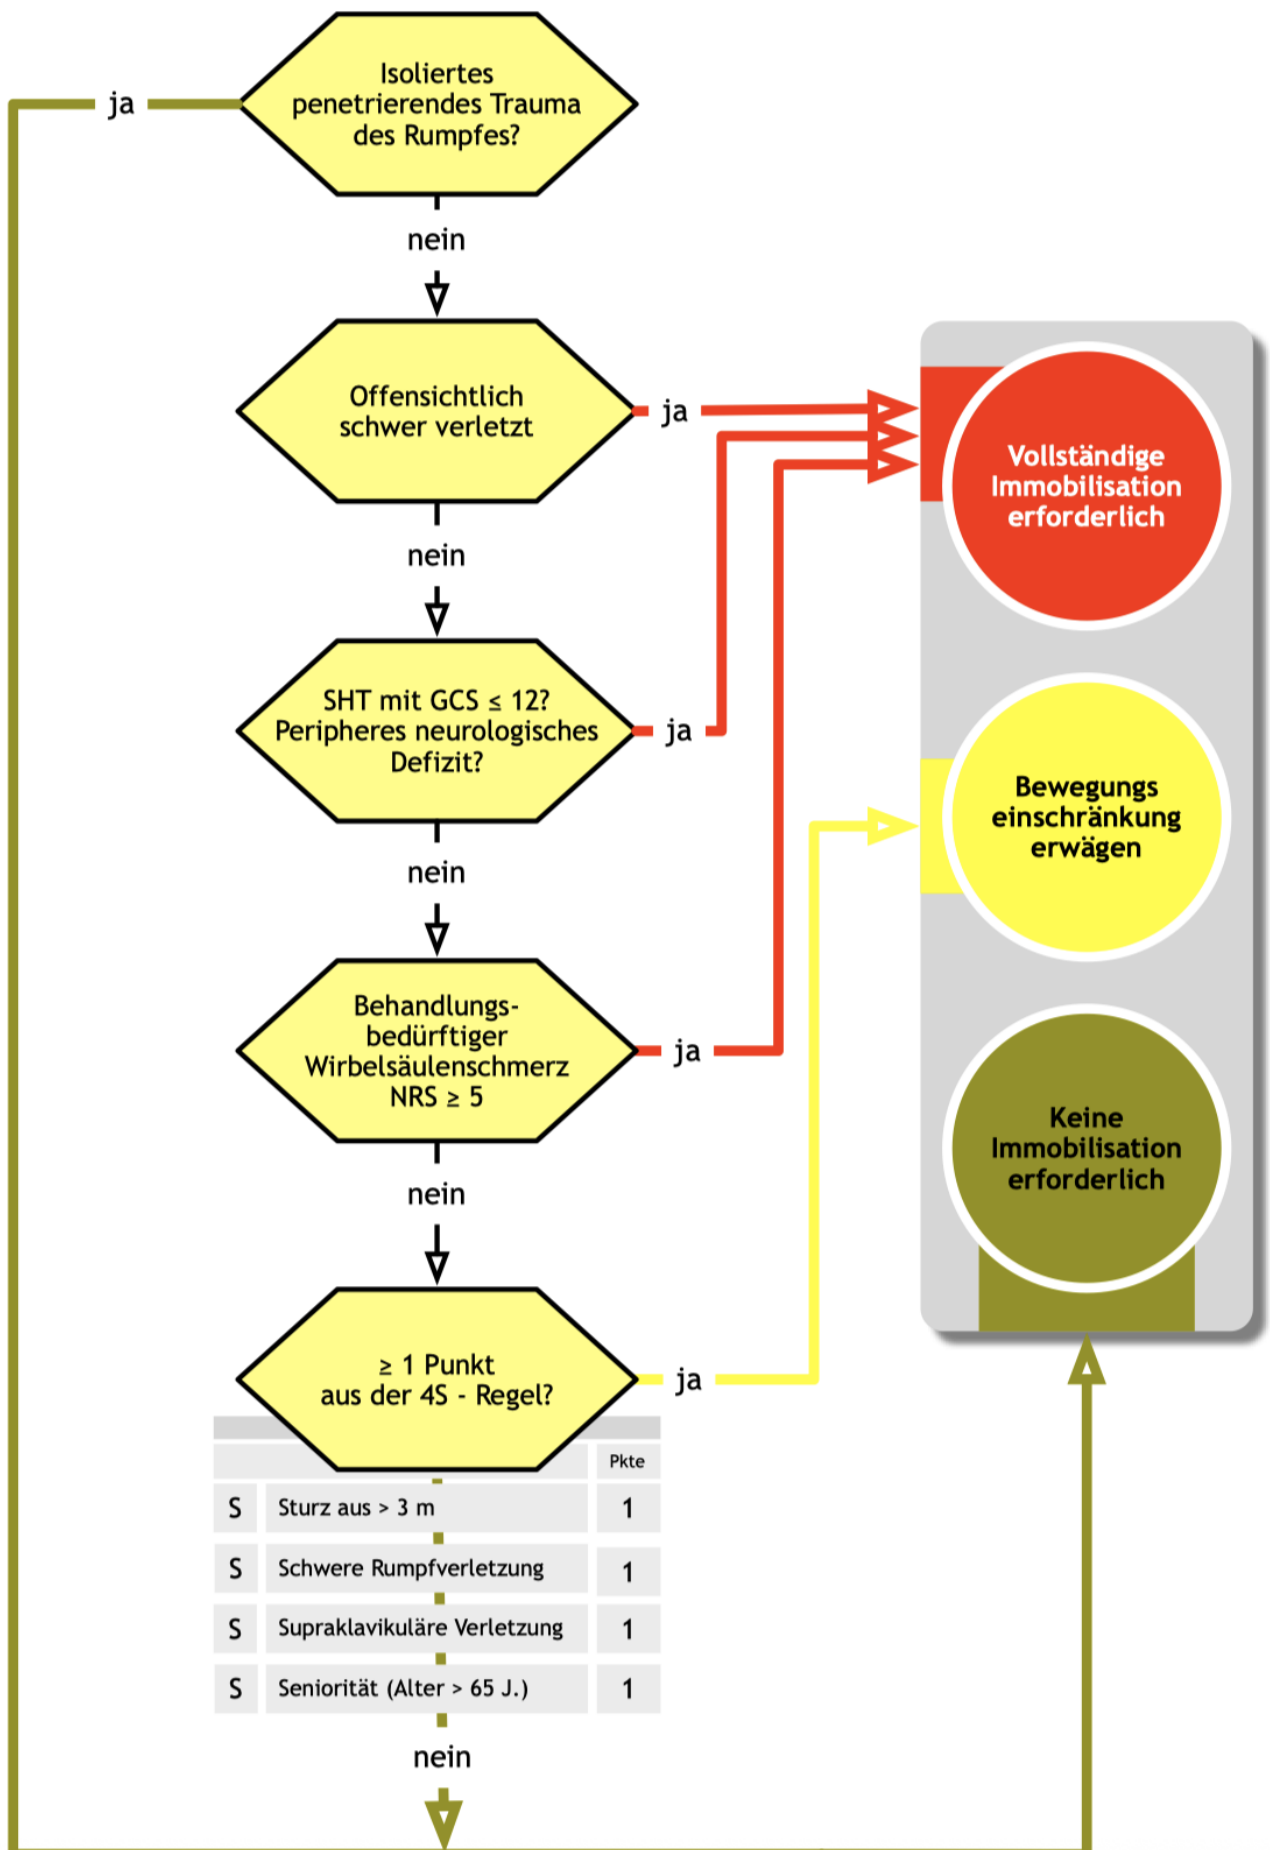 Isoliertes
penetrierendes Trauma
des Rumpfes?
ja
nein
Offensichtlich
schwer verletzt
ja
nein
SHT mit GCS ≤ 12?
Peripheres neurologisches
Defizit?
ja
nein
Behandlungs-
bedürftiger
Wirbelsäulenschmerz
NRS ≥ 5
ja
nein
≥ 1 Punkt
aus der 4S - Regel?
ja
Pkte
S Sturz aus > 3 m 1
S Schwere Rumpfverletzung 1
S Supraklavikuläre Verletzung 1
S Seniorität (Alter > 65 J.) 1
nein
Vollständige
Immobilisation
erforderlich
Bewegungs
einschränkung
erwägen
Keine
Immobilisation
erforderlich